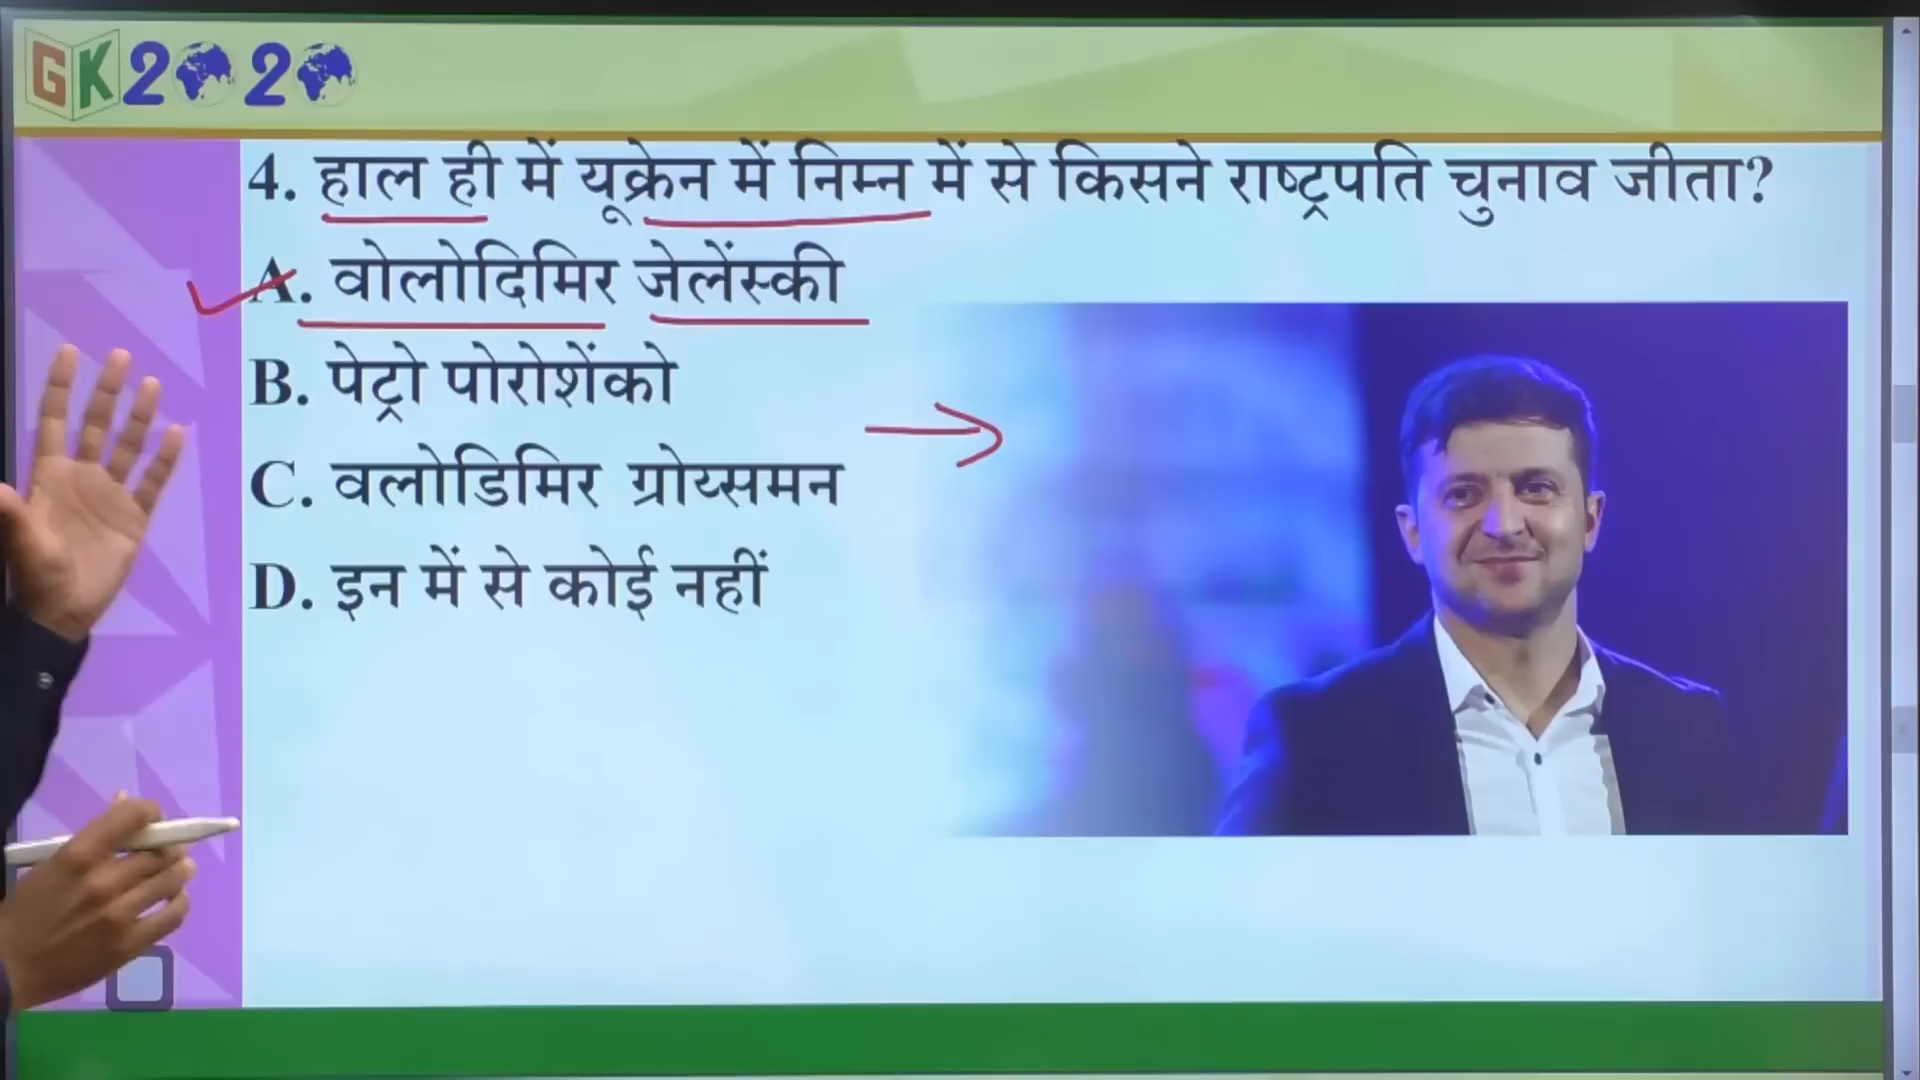 GK2020
4. हाल ही में यूक्रेन में निम्न में से किसने राष्ट्रपति चुनाव जीता?
A. वोलोदिमिर जेलेंस्की
B. पेट्रो पोरोशेंको
C. वलोडिमिर ग्रोय्समन
D. इन में से कोई नहीं